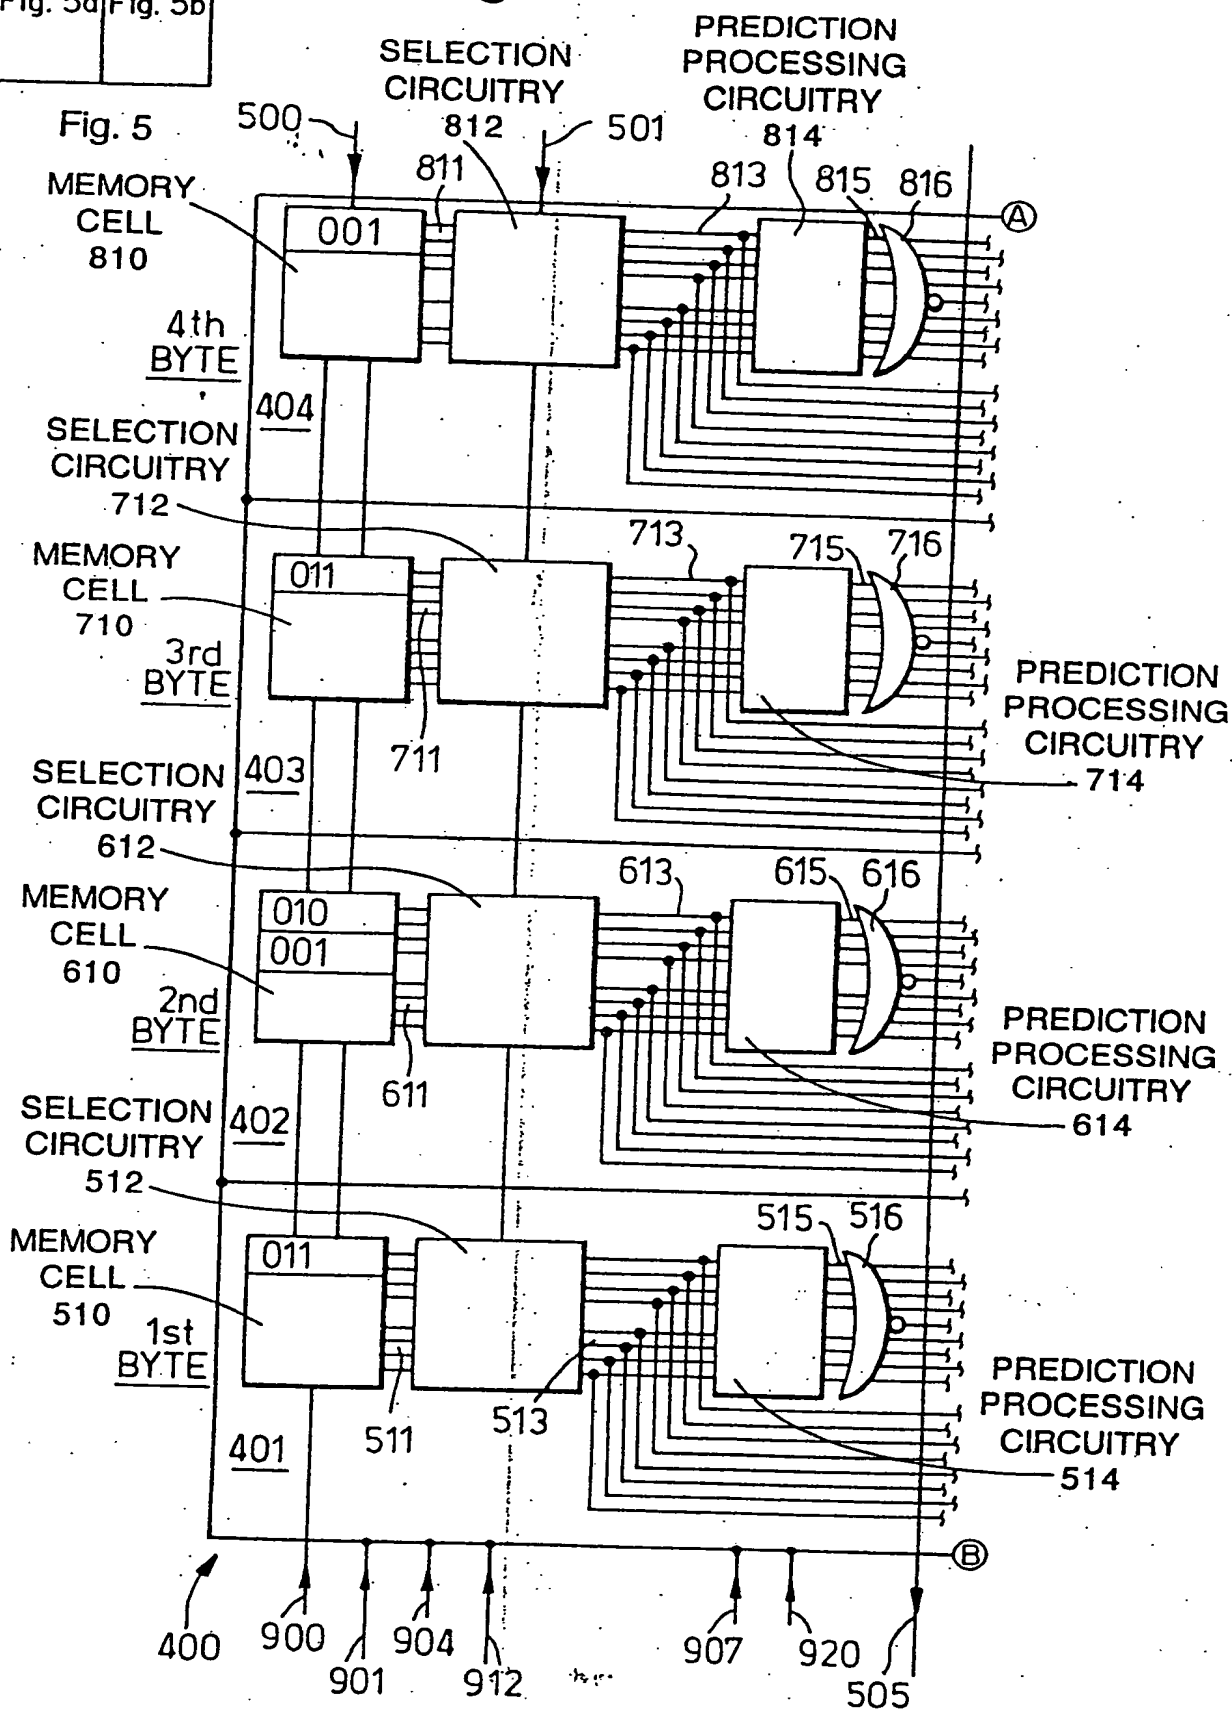 Fig. 5a Fig. 5b
Fig. 5
500
SELECTION
CIRCUITRY
812
501
PREDICTION
PROCESSING
CIRCUITRY
814
811
813
815
816
MEMORY
CELL
810
001
A
4th
BYTE
404
SELECTION
CIRCUITRY
712
713
715
716
MEMORY
CELL
710
011
3rd
BYTE
711
PREDICTION
PROCESSING
CIRCUITRY
714
403
SELECTION
CIRCUITRY
612
613
615
616
MEMORY
CELL
610
010
001
2nd
BYTE
611
PREDICTION
PROCESSING
CIRCUITRY
614
402
SELECTION
CIRCUITRY
512
515
516
MEMORY
CELL
510
011
1st
BYTE
511
513
PREDICTION
PROCESSING
CIRCUITRY
514
401
B
400
900
901
904
912
907
920
505